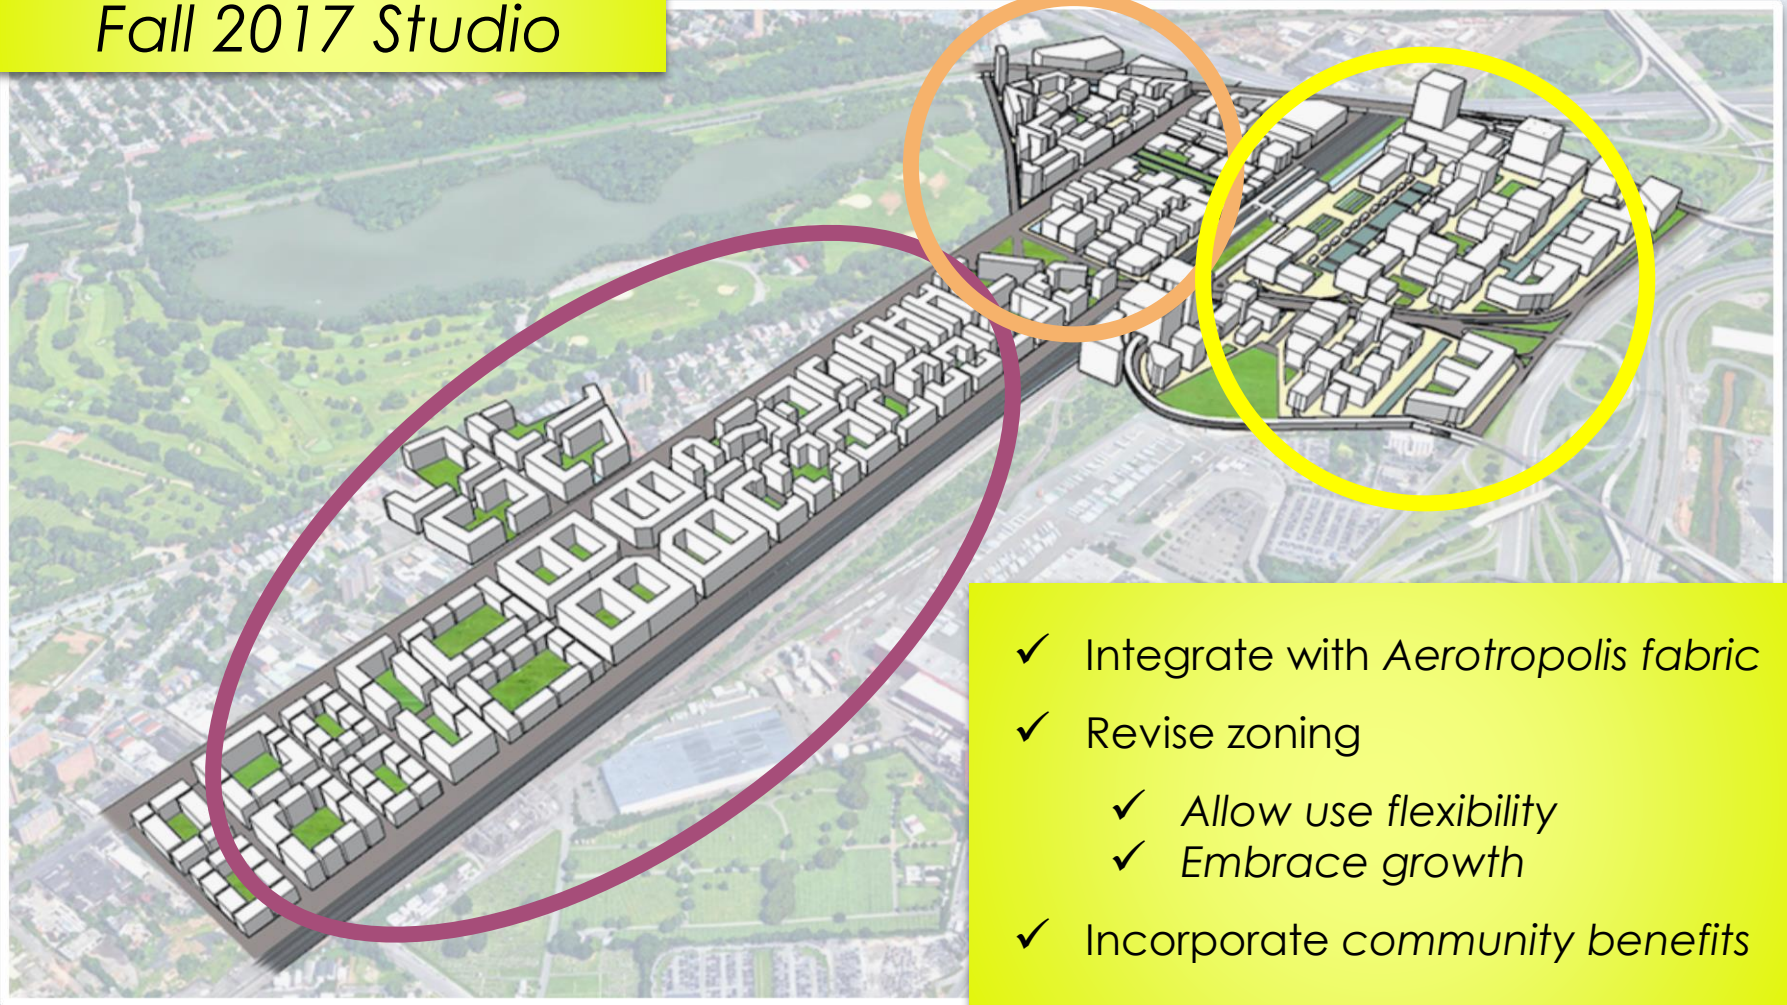 Fall 2017 Studio
✓ Integrate with Aerotropolis fabric
✓ Revise zoning
✓ Allow use flexibility
✓ Embrace growth
✓ Incorporate community benefits